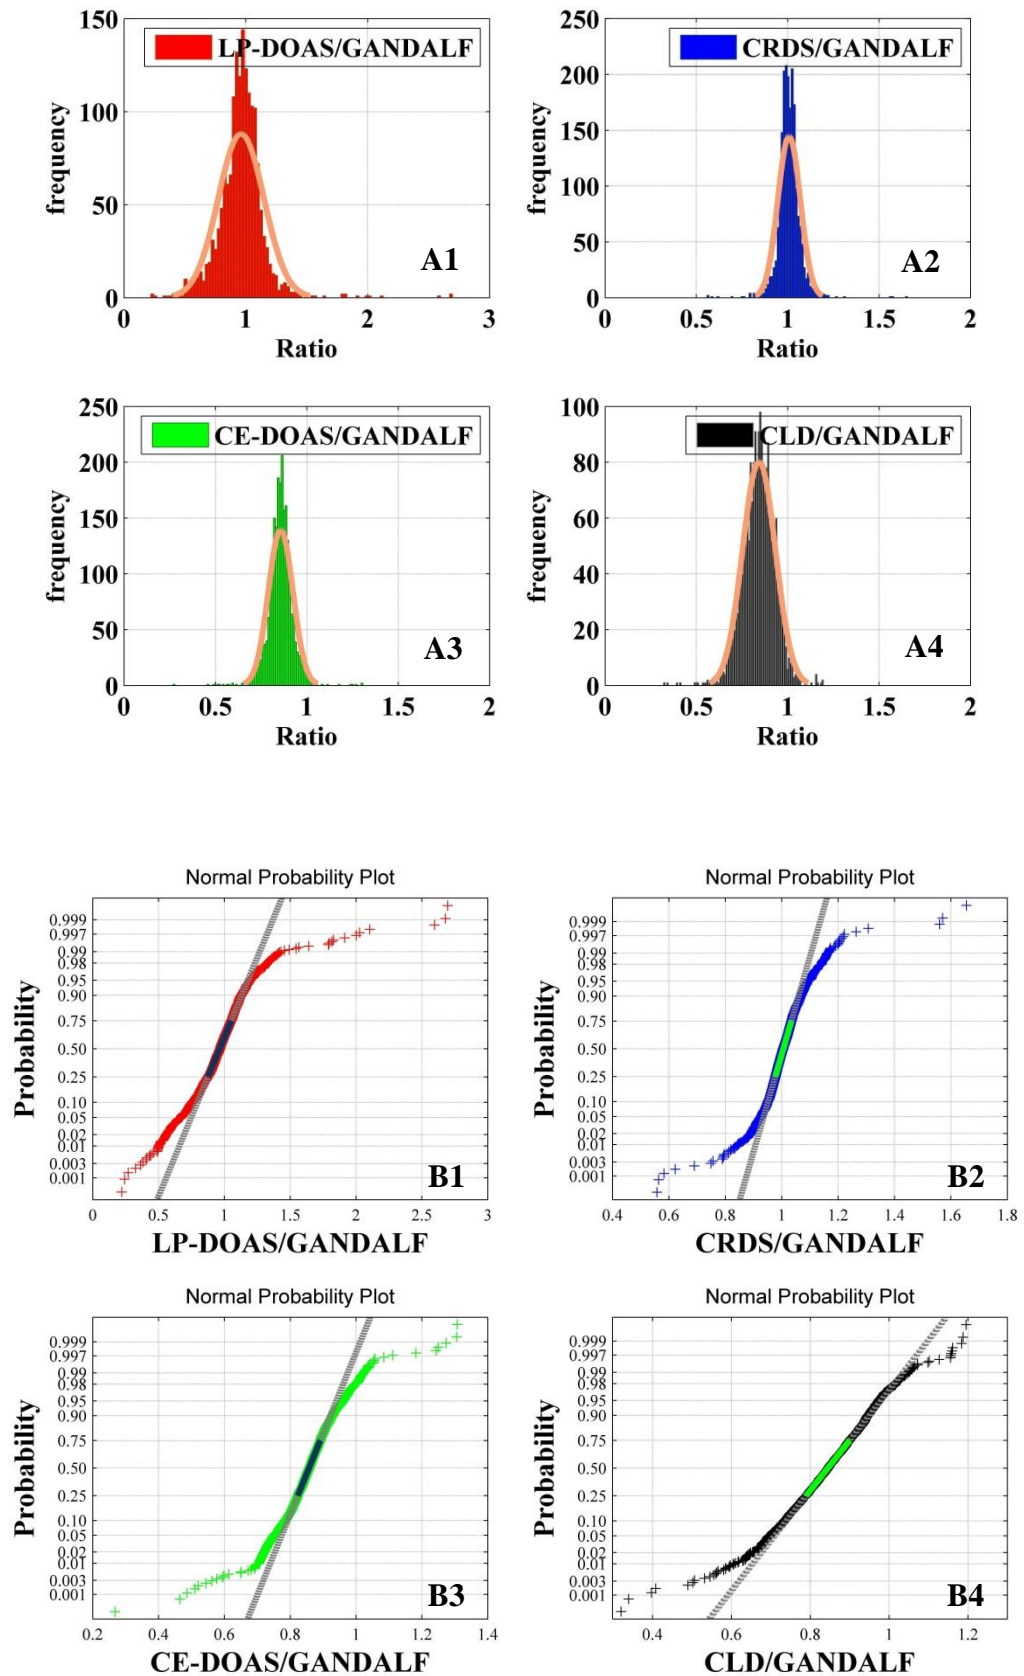 LP-DOAS/GANDALF
150
100
50
0
frequency
A1
0 1 2 3
Ratio
CRDS/GANDALF
250
200
150
100
50
0
frequency
A2
0 0.5 1 1.5 2
Ratio
CE-DOAS/GANDALF
250
200
150
100
50
0
frequency
A3
0 0.5 1 1.5 2
Ratio
CLD/GANDALF
100
80
60
40
20
0
frequency
A4
0 0.5 1 1.5 2
Ratio
Normal Probability Plot
0.999
0.997
0.99
0.98
0.95
0.90
0.75
0.50
0.25
0.10
0.05
0.02
0.01
0.003
0.001
Probability
B1
0 0.5 1 1.5 2 2.5 3
LP-DOAS/GANDALF
Normal Probability Plot
0.999
0.997
0.99
0.98
0.95
0.90
0.75
0.50
0.25
0.10
0.05
0.02
0.01
0.003
0.001
Probability
B2
0.4 0.6 0.8 1 1.2 1.4 1.6 1.8
CRDS/GANDALF
Normal Probability Plot
0.999
0.997
0.99
0.98
0.95
0.90
0.75
0.50
0.25
0.10
0.05
0.02
0.01
0.003
0.001
Probability
B3
0.2 0.4 0.6 0.8 1 1.2 1.4
CE-DOAS/GANDALF
Normal Probability Plot
0.999
0.997
0.99
0.98
0.95
0.90
0.75
0.50
0.25
0.10
0.05
0.02
0.01
0.003
0.001
Probability
B4
0.4 0.6 0.8 1 1.2
CLD/GANDALF